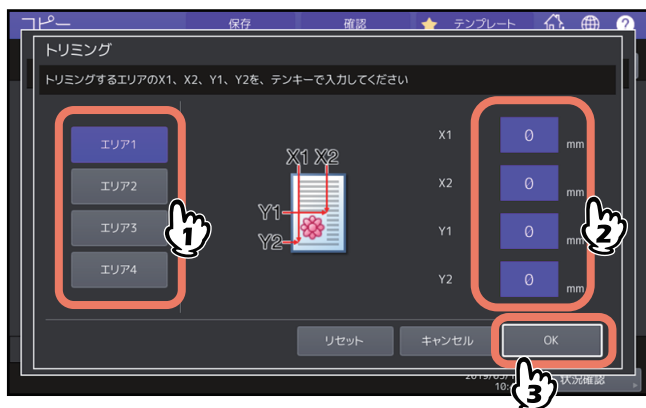 コピー 保存 確認 テンプレート ?
トリミング
トリミングするエリアのX1、X2、Y1、Y2を、テンキーで入力してください
エリア1
エリア2
エリア3
エリア4
1
X1 X2
Y1
Y2
X1 0 mm
X2 0 mm
Y1 0 mm
Y2 0 mm
2
リセット キャンセル OK
状況確認
10:
3